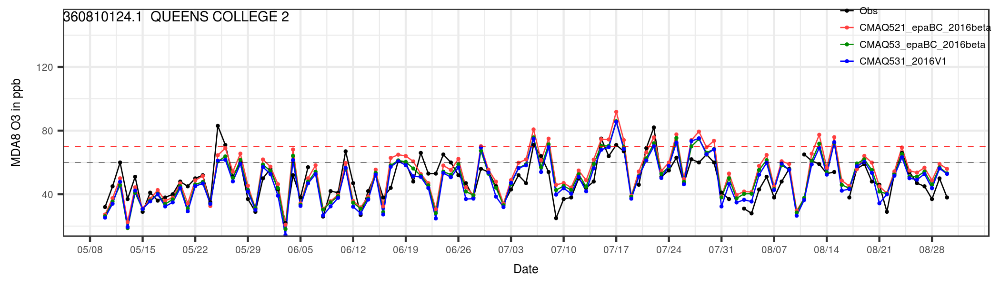 360810124.1 QUEENS COLLEGE 2
Obs
CMAQ521_epaBC_2016beta
CMAQ53_epaBC_2016beta
CMAQ531_2016V1
MDA8 O3 in ppb
120
80
40
05/08 05/15 05/22 05/29 06/05 06/12 06/19 06/26 07/03 07/10 07/17 07/24 07/31 08/07 08/14 08/21 08/28
Date